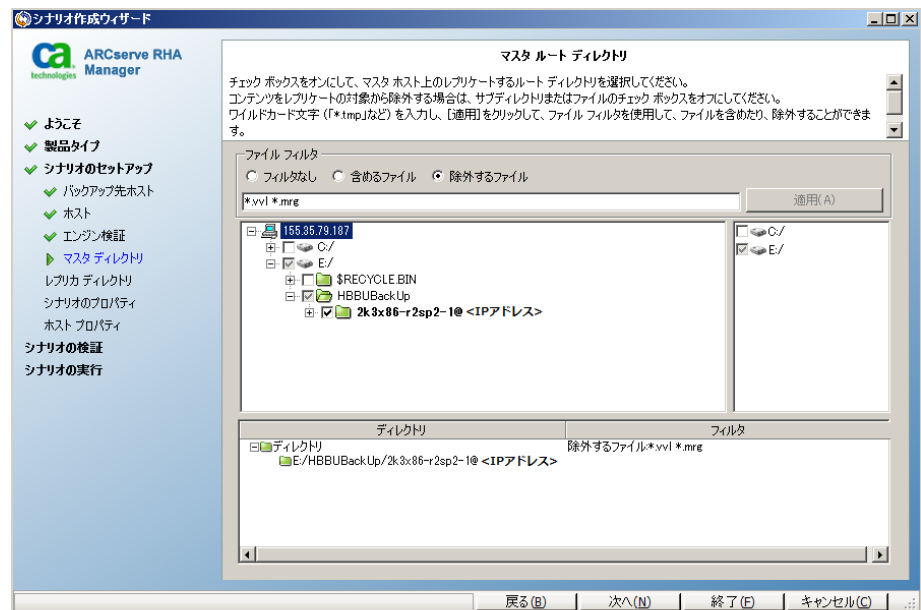 シナリオ作成ウィザード
ca
technologies
ARCserve RHA
Manager
ようこそ
製品タイプ
シナリオのセットアップ
バックアップ先ホスト
ホスト
エンジン検証
マスタ ディレクトリ
レプリカ ディレクトリ
シナリオのプロパティ
ホスト プロパティ
シナリオの検証
シナリオの実行
マスタ ルート ディレクトリ
チェック ボックスをオンにして、マスタ ホスト上のレプリケートするルート ディレクトリを選択してください。
コンテンツをレプリケートの対象から除外する場合は、サブディレクトリまたはファイルのチェック ボックスをオフにしてください。
ワイルドカード文字 (「*.tmp」など) を入力し、[適用]をクリックして、ファイル フィルタを使用して、ファイルを含めたり、除外することができま
す。
ファイル フィルタ
フィルタなし 含めるファイル 除外するファイル
*.vvl *.mrg
適用(A)
155.35.79.187
C:/
E:/
$RECYCLE.BIN
HBBUBackUp
2k3x86-r2sp2-1@ <IPアドレス>
C:/
E:/
ディレクトリ フィルタ
ディレクトリ 除外するファイル:*.vvl *.mrg
E:/HBBUBackUp/2k3x86-r2sp2-1@ <IPアドレス>
戻る(B) 次へ(N) 終了(F) キャンセル(C)